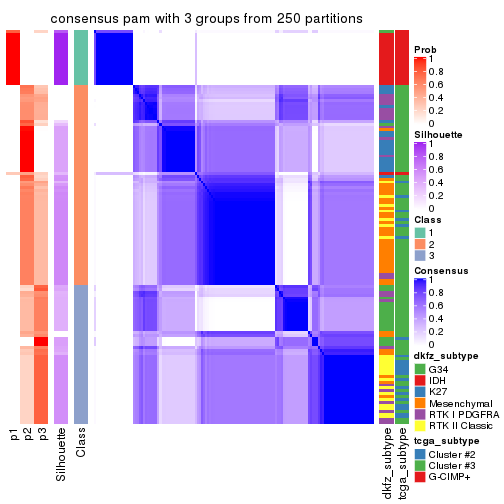 consensus pam with 3 groups from 250 partitions
Prob
1
0.8
0.6
0.4
0.2
0
Silhouette
1
0.8
0.6
0.4
0.2
0
Class
1
2
3
Consensus
1
0.8
0.6
0.4
0.2
0
dkfz_subtype
G34
IDH
K27
Mesenchymal
RTK I PDGFRA
RTK II Classic
tcga_subtype
Cluster #2
Cluster #3
G-CIMP+
p1
p2
p3
Silhouette
Class
dkfz_subtype
tcga_subtype